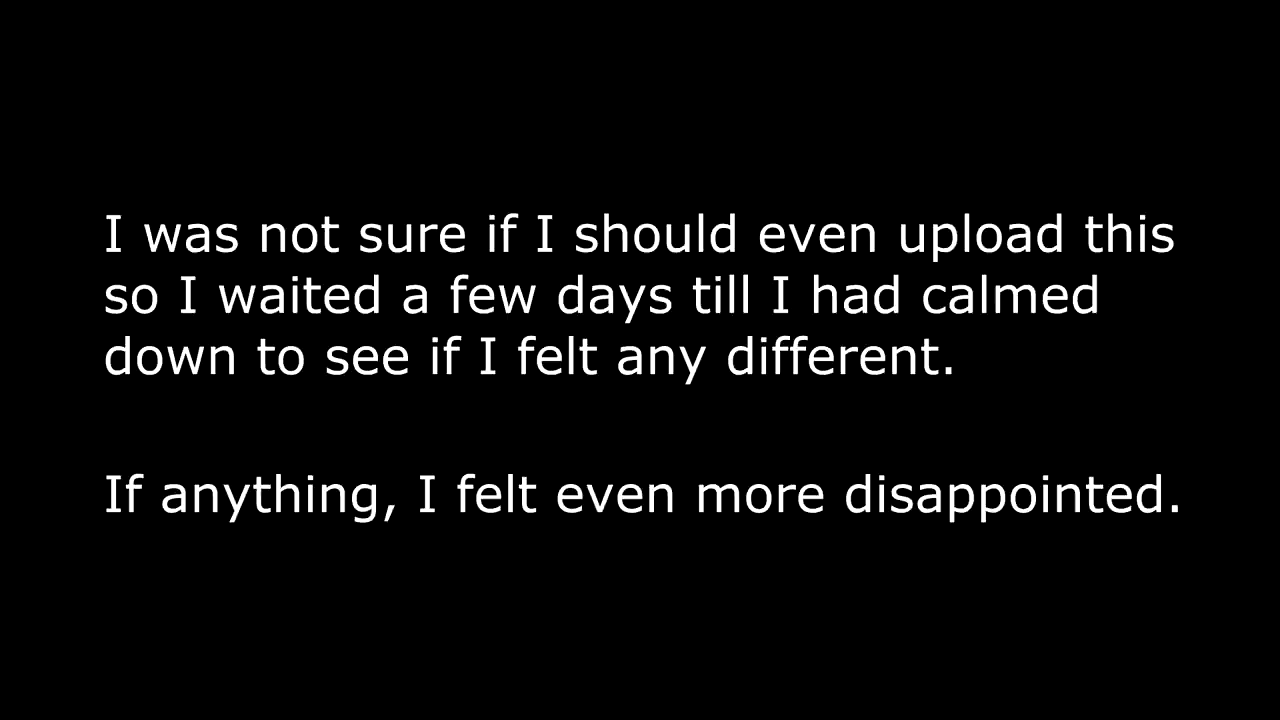 I was not sure if I should even upload this
so I waited a few days till I had calmed
down to see if I felt any different.
If anything, I felt even more disappointed.